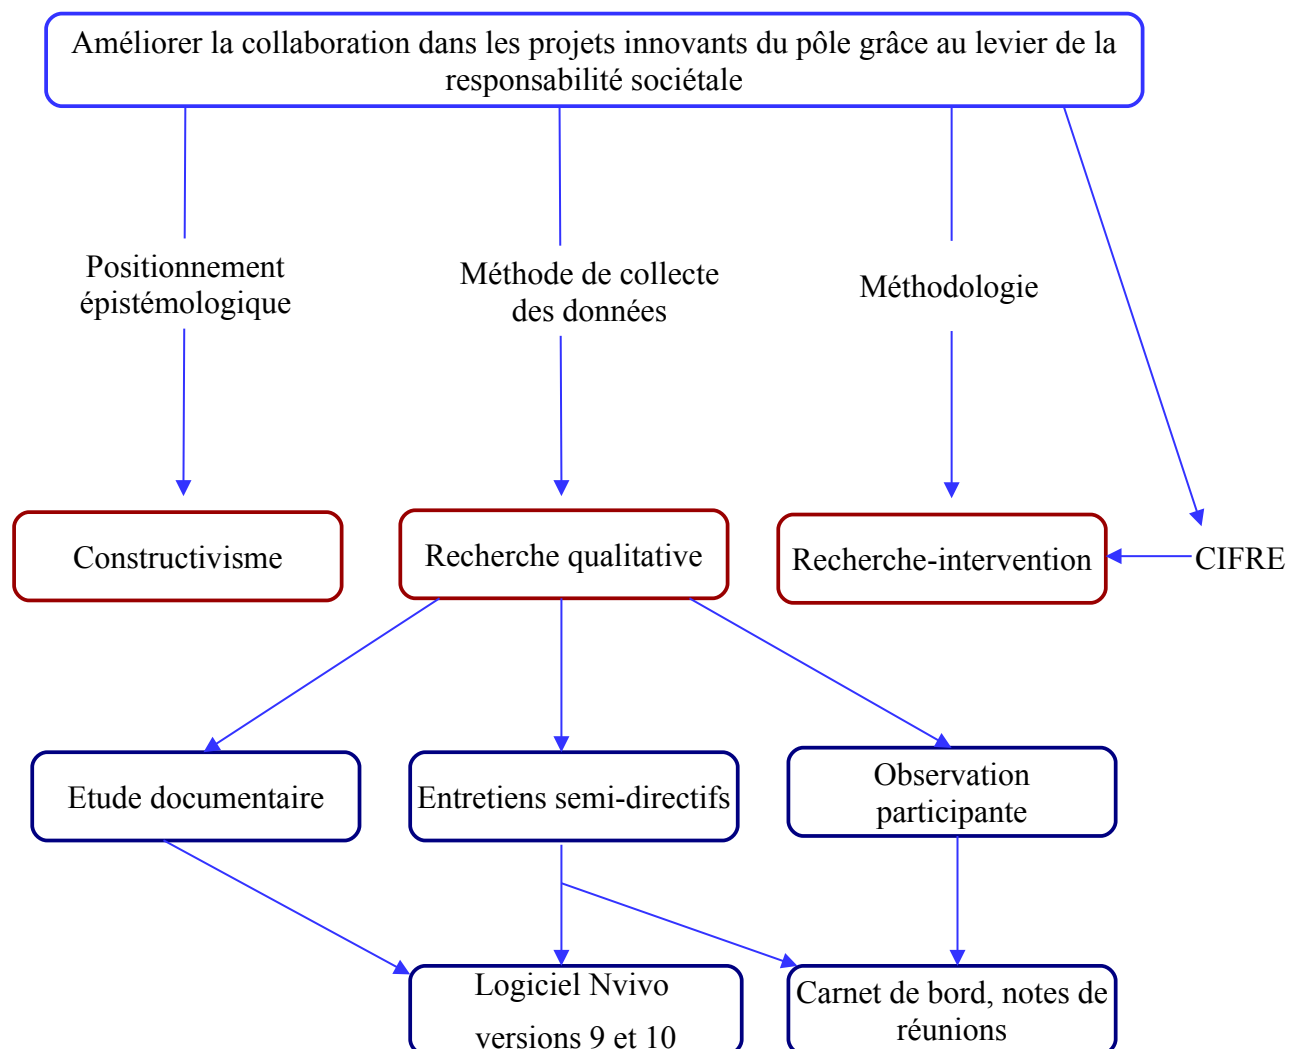 Améliorer la collaboration dans les projets innovants du pôle grâce au levier de la
responsabilité sociétale
Positionnement
épistémologique
Méthode de collecte
des données
Méthodologie
Constructivisme
Recherche qualitative
Recherche-intervention
CIFRE
Etude documentaire
Entretiens semi-directifs
Observation
participante
Logiciel Nvivo
versions 9 et 10
Carnet de bord, notes de
réunions